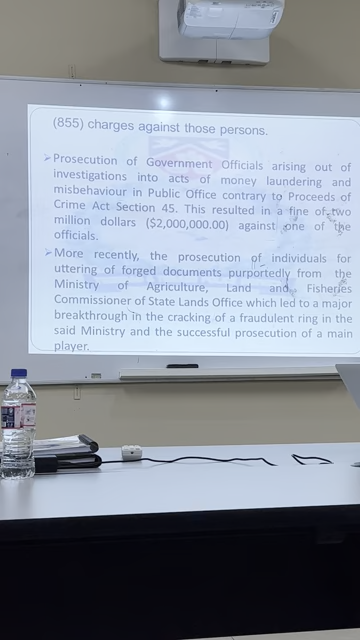 (855) charges against those persons.
➢Prosecution of Government Officials arising out of
investigations into acts of money laundering and
misbehaviour in Public Office contrary to Proceeds of
Crime Act Section 45. This resulted in a fine of two
million dollars ($2,000,000.00) against one of the
officials.
➢More recently, the prosecution of individuals for
uttering of forged documents purportedly from the
Ministry of Agriculture, Land and Fisheries
Commissioner of State Lands Office which led to a major
breakthrough in the cracking of a fraudulent ring in the
said Ministry and the successful prosecution of a main
player.